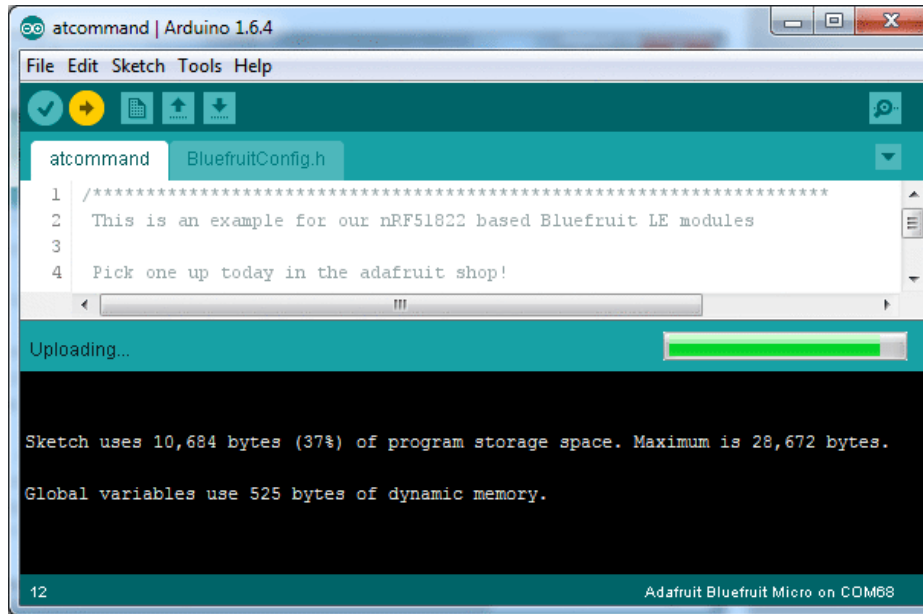 atcommand | Arduino 1.6.4
File Edit Sketch Tools Help
atcommand BluefruitConfig.h
1 /**********************************************************************
2 This is an example for our nRF51822 based Bluefruit LE modules
3
4 Pick one up today in the adafruit shop!
Uploading...
Sketch uses 10,684 bytes (37%) of program storage space. Maximum is 28,672 bytes.
Global variables use 525 bytes of dynamic memory.
12 Adafruit Bluefruit Micro on COM68